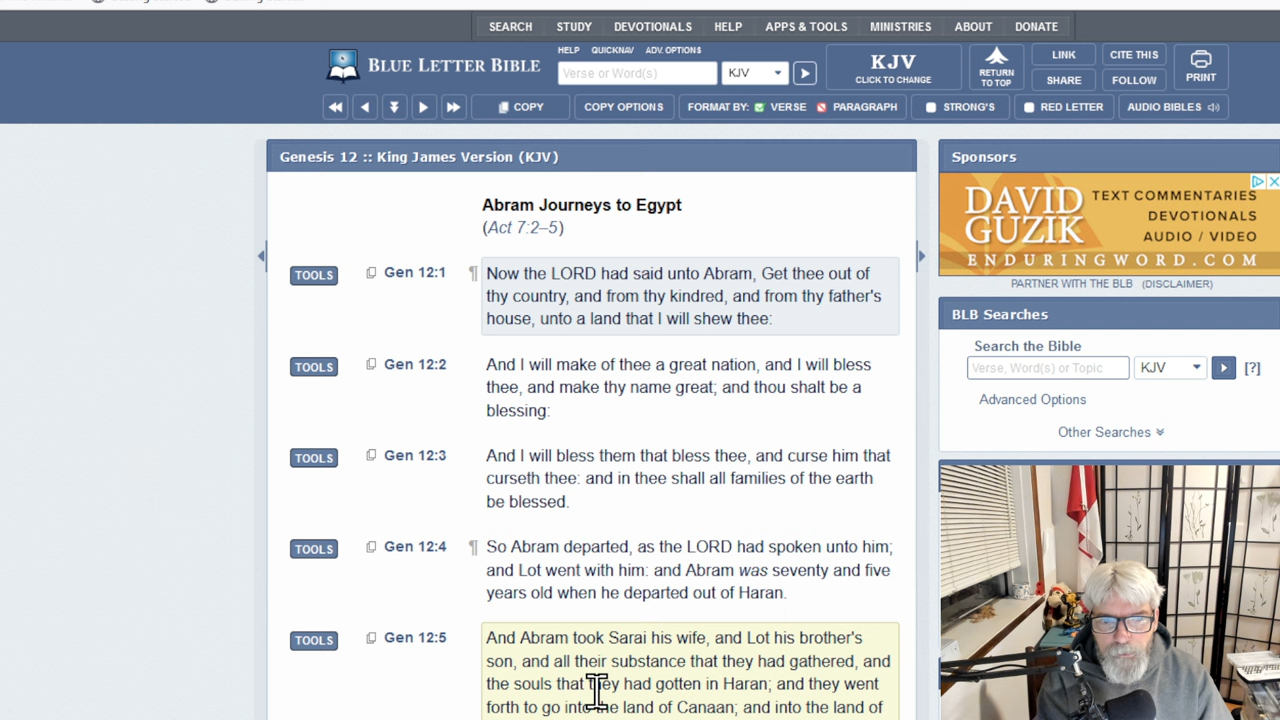 SEARCH STUDY DEVOTIONALS HELP APPS & TOOLS MINISTRIES ABOUT DONATE
BLUE LETTER BIBLE
HELP QUICKNAV ADV. OPTIONS
Verse or Word(s) KJV
KJV
CLICK TO CHANGE
RETURN
TO TOP
LINK CITE THIS
SHARE FOLLOW
PRINT
COPY COPY OPTIONS FORMAT BY: VERSE PARAGRAPH STRONG'S RED LETTER AUDIO BIBLES
Genesis 12 :: King James Version (KJV)
Abram Journeys to Egypt
(Act 7:2–5)
TOOLS Gen 12:1 ¶ Now the LORD had said unto Abram, Get thee out of
thy country, and from thy kindred, and from thy father's
house, unto a land that I will shew thee:
TOOLS Gen 12:2 And I will make of thee a great nation, and I will bless
thee, and make thy name great; and thou shalt be a
blessing:
TOOLS Gen 12:3 And I will bless them that bless thee, and curse him that
curseth thee: and in thee shall all families of the earth
be blessed.
TOOLS Gen 12:4 ¶ So Abram departed, as the LORD had spoken unto him;
and Lot went with him: and Abram was seventy and five
years old when he departed out of Haran.
TOOLS Gen 12:5 And Abram took Sarai his wife, and Lot his brother's
son, and all their substance that they had gathered, and
the souls that they had gotten in Haran; and they went
forth to go into the land of Canaan; and into the land of
Sponsors
DAVID
GUZIK
TEXT COMMENTARIES
DEVOTIONALS
AUDIO / VIDEO
ENDURINGWORD.COM
PARTNER WITH THE BLB (DISCLAIMER)
BLB Searches
Search the Bible
Verse, Word(s) or Topic KJV [?]
Advanced Options
Other Searches